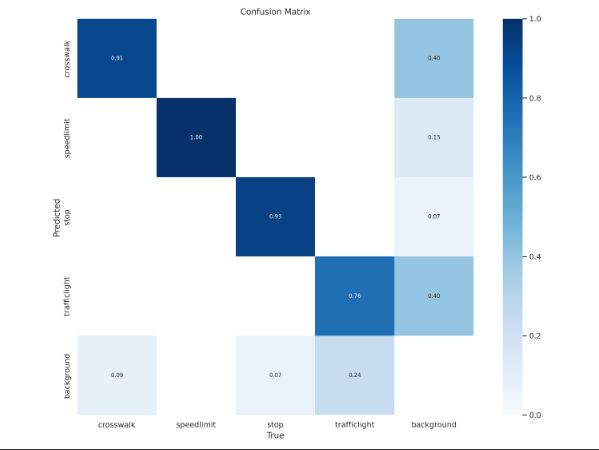 Confusion Matrix
crosswalk
0.91
0.40
speedlimit
1.00
0.13
Predicted
stop
0.93
0.07
trafficlight
0.76
0.40
background
0.09
0.07
0.24
crosswalk speedlimit stop trafficlight background
True
1.0
0.8
0.6
0.4
0.2
0.0